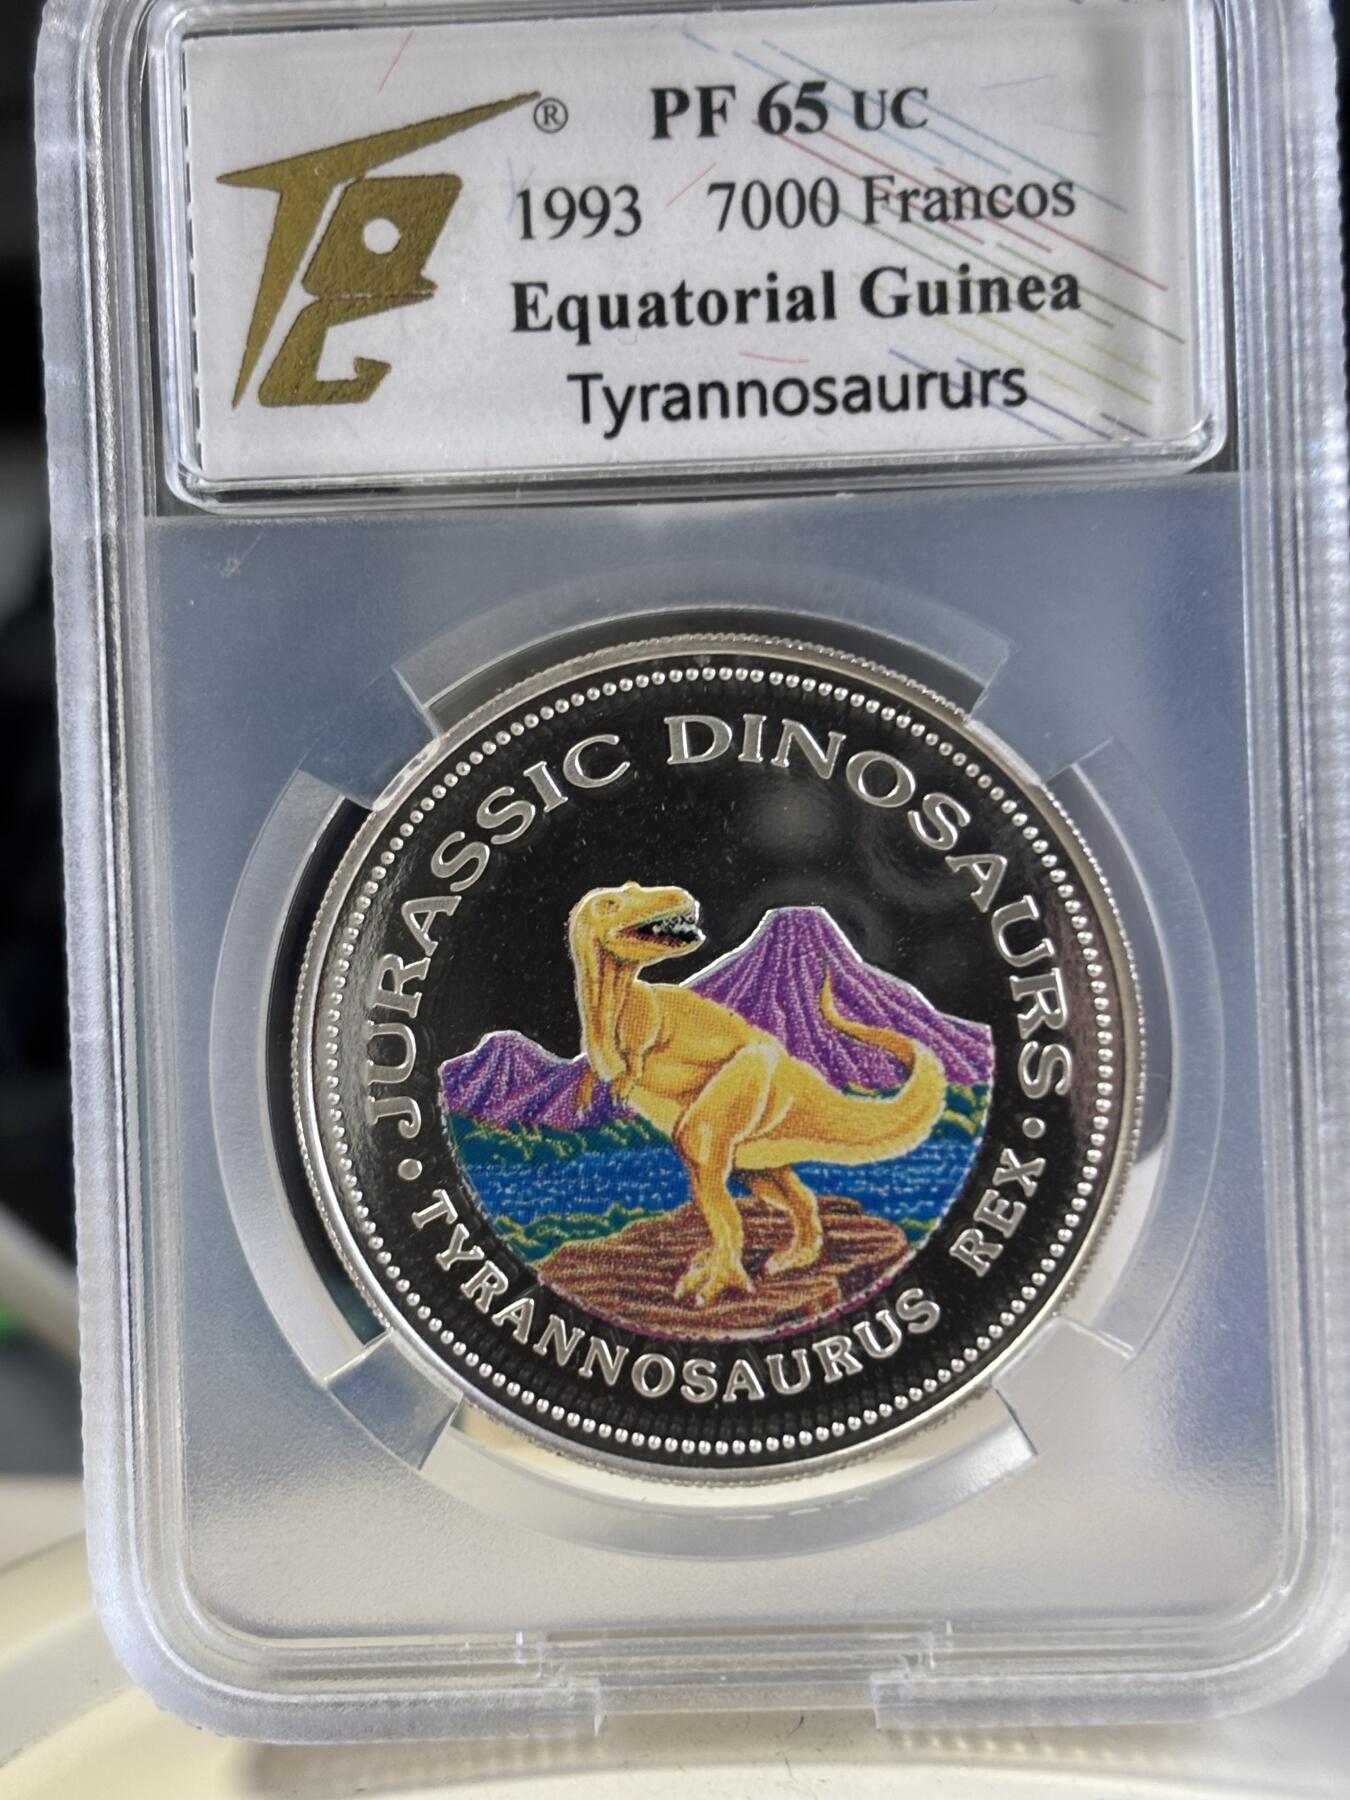 ® PF 65 UC
1993 7000 Francos
Equatorial Guinea
Tyrannosaururs
JURASSIC DINOSAURS
• TYRANNOSAURUS REX •